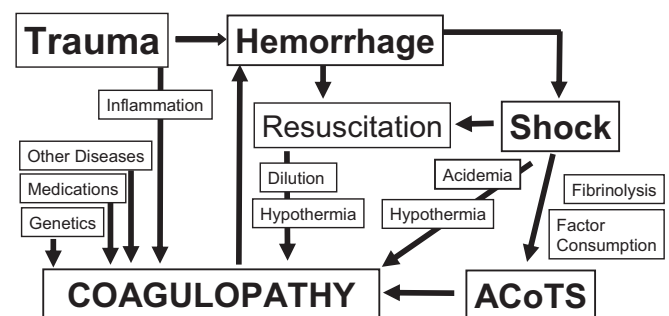 Trauma
Hemorrhage
Inflammation
Resuscitation
Shock
Other Diseases
Medications
Genetics
Dilution
Hypothermia
Acidemia
Hypothermia
Fibrinolysis
Factor
Consumption
COAGULOPATHY
ACoTS